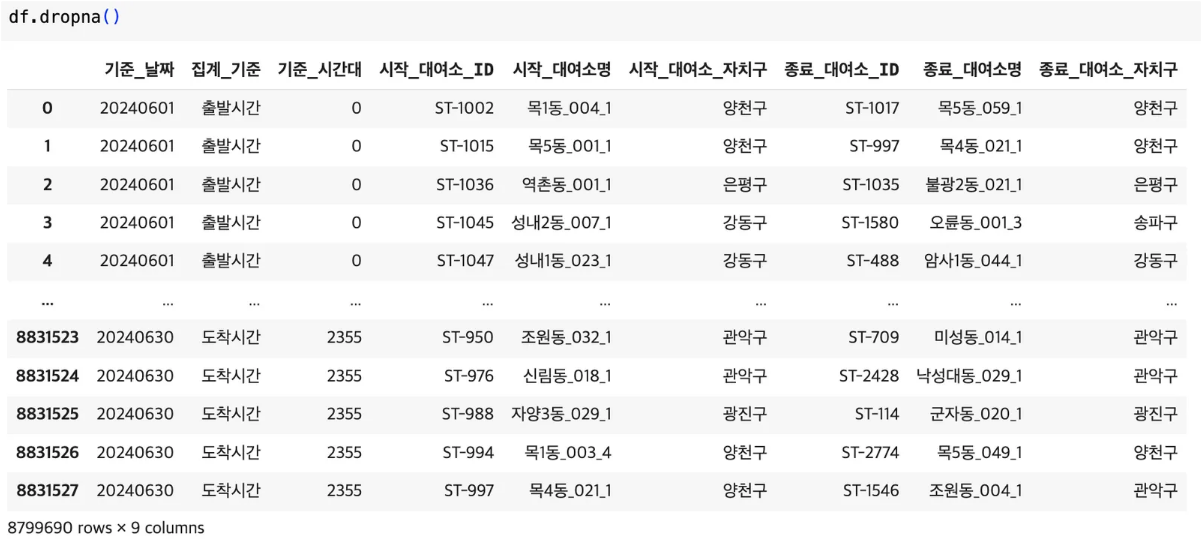 df.dropna()
기준_날짜 집계_기준 기준_시간대 시작_대여소_ID 시작_대여소명 시작_대여소_자치구 종료_대여소_ID 종료_대여소명 종료_대여소_자치구
0 20240601 출발시간 0 ST-1002 목1동_004_1 양천구 ST-1017 목5동_059_1 양천구
1 20240601 출발시간 0 ST-1015 목5동_001_1 양천구 ST-997 목4동_021_1 양천구
2 20240601 출발시간 0 ST-1036 역촌동_001_1 은평구 ST-1035 불광2동_021_1 은평구
3 20240601 출발시간 0 ST-1045 성내2동_007_1 강동구 ST-1580 오륜동_001_3 송파구
4 20240601 출발시간 0 ST-1047 성내1동_023_1 강동구 ST-488 암사1동_044_1 강동구
... ... ... ... ... ... ... ... ... ...
8831523 20240630 도착시간 2355 ST-950 조원동_032_1 관악구 ST-709 미성동_014_1 관악구
8831524 20240630 도착시간 2355 ST-976 신림동_018_1 관악구 ST-2428 낙성대동_029_1 관악구
8831525 20240630 도착시간 2355 ST-988 자양3동_029_1 광진구 ST-114 군자동_020_1 광진구
8831526 20240630 도착시간 2355 ST-994 목1동_003_4 양천구 ST-2774 목5동_049_1 양천구
8831527 20240630 도착시간 2355 ST-997 목4동_021_1 양천구 ST-1546 조원동_004_1 관악구
8799690 rows × 9 columns